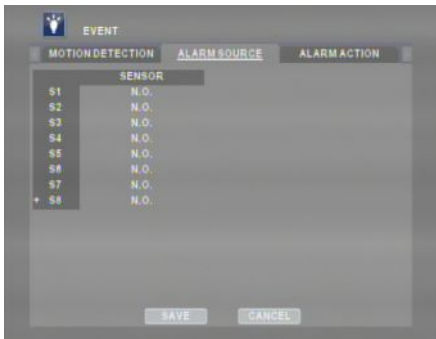 EVENT
MOTION DETECTION ALARM SOURCE ALARM ACTION
SENSOR
S1 N.O.
S2 N.O.
S3 N.O.
S4 N.O.
S5 N.O.
S6 N.O.
S7 N.O.
+ S8 N.O.
SAVE CANCEL